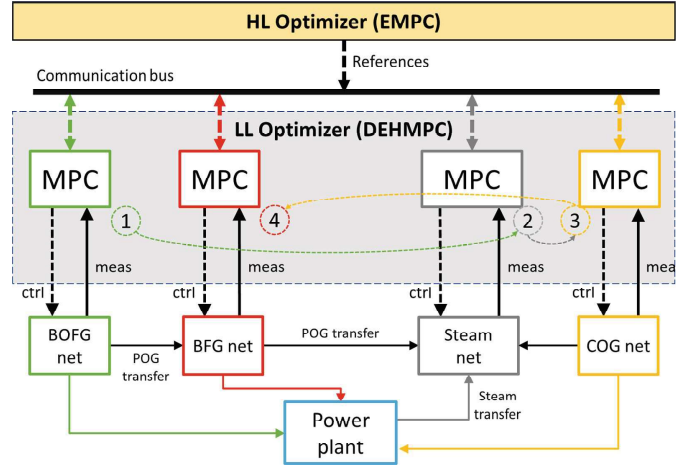 HL Optimizer (EMPC)
References
Communication bus
LL Optimizer (DEHMPC)
MPC
MPC
MPC
MPC
1
4
2
3
meas
meas
meas
mea
ctrl
ctrl
ctrl
ctrl
BOFG
net
POG
transfer
BFG net
POG transfer
Steam
net
COG net
Power
plant
Steam
transfer